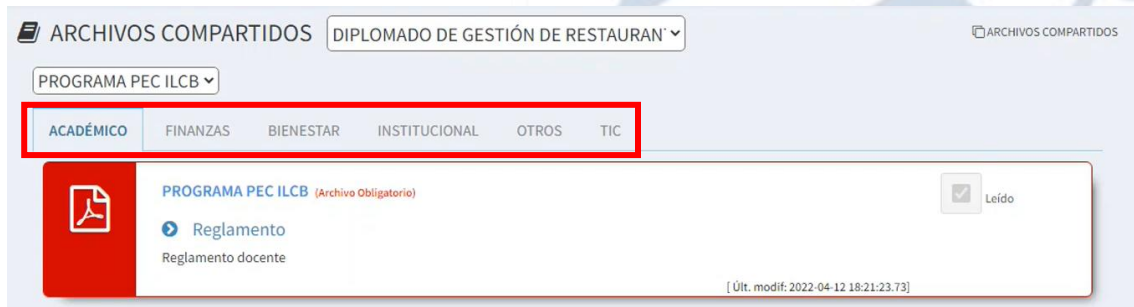 ARCHIVOS COMPARTIDOS DIPLOMADO DE GESTIÓN DE RESTAURAN ARCHIVOS COMPARTIDOS
PROGRAMA PEC ILCB
ACADÉMICO FINANZAS BIENESTAR INSTITUCIONAL OTROS TIC
PROGRAMA PEC ILCB (Archivo Obligatorio) Leído
Reglamento
Reglamento docente
[ Últ. modif: 2022-04-12 18:21:23.73]